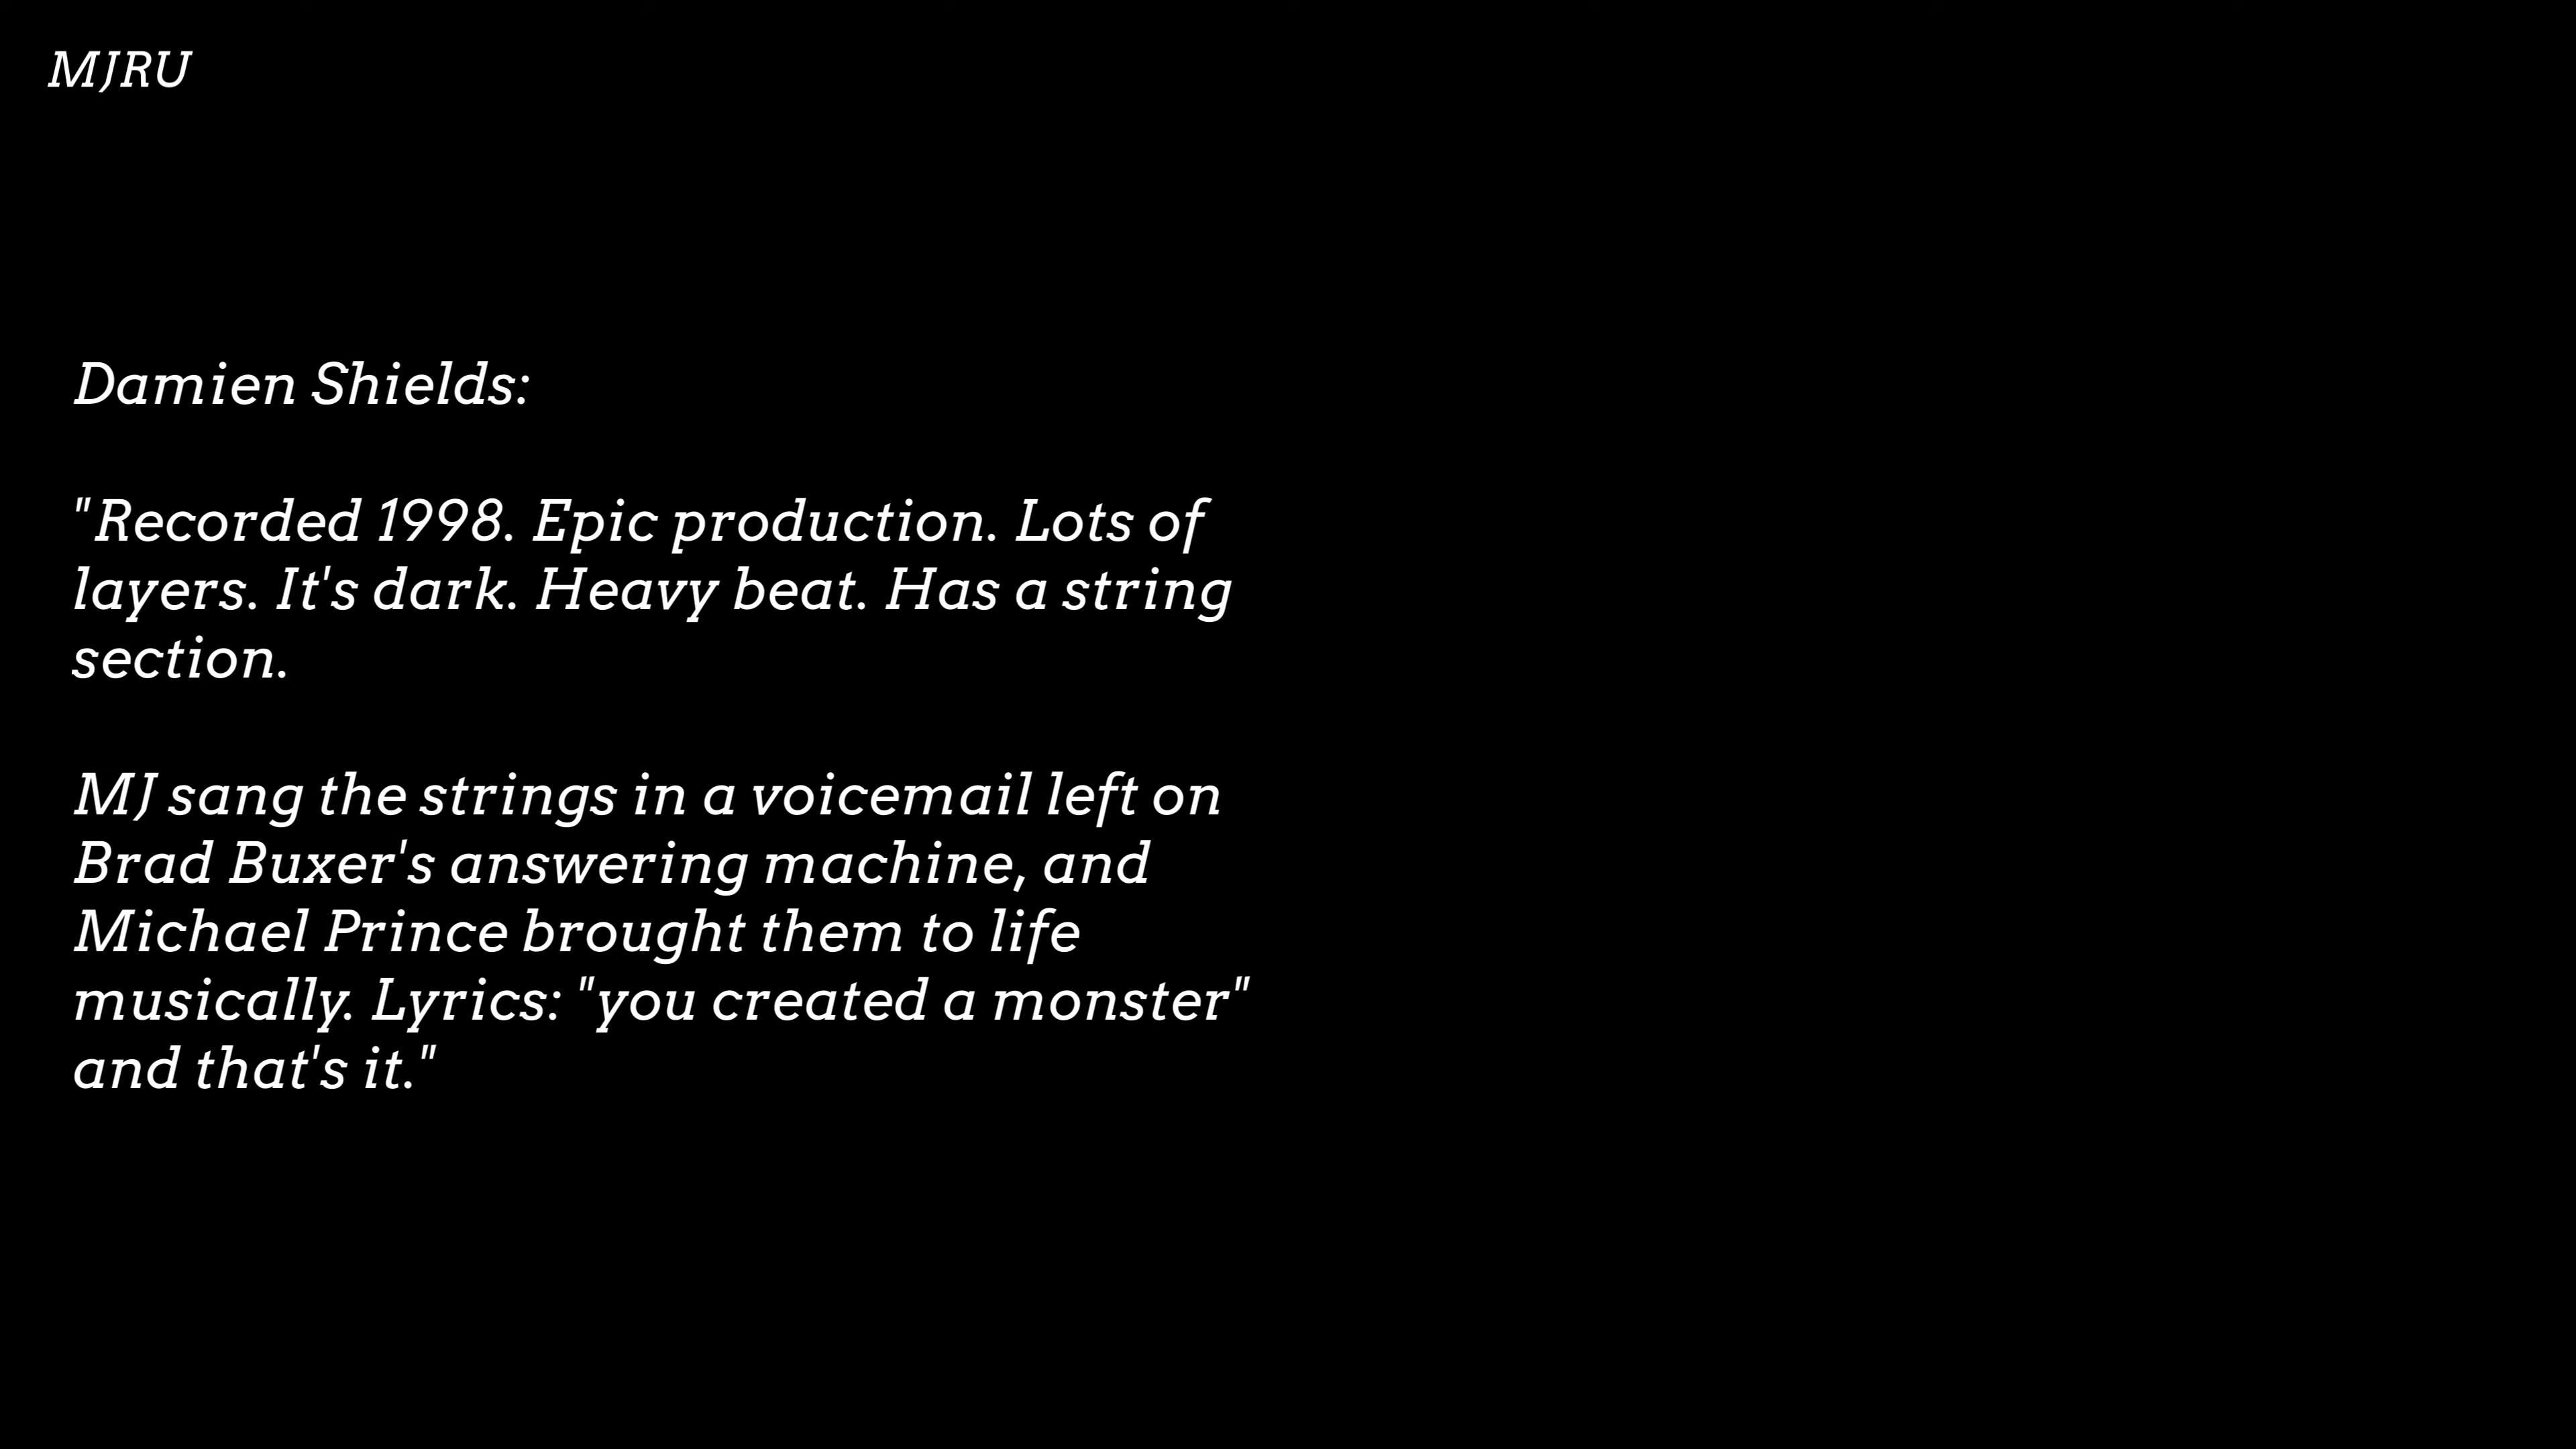 MJRU
Damien Shields:
"Recorded 1998. Epic production. Lots of
layers. It's dark. Heavy beat. Has a string
section.
MJ sang the strings in a voicemail left on
Brad Buxer's answering machine, and
Michael Prince brought them to life
musically. Lyrics: "you created a monster"
and that's it."